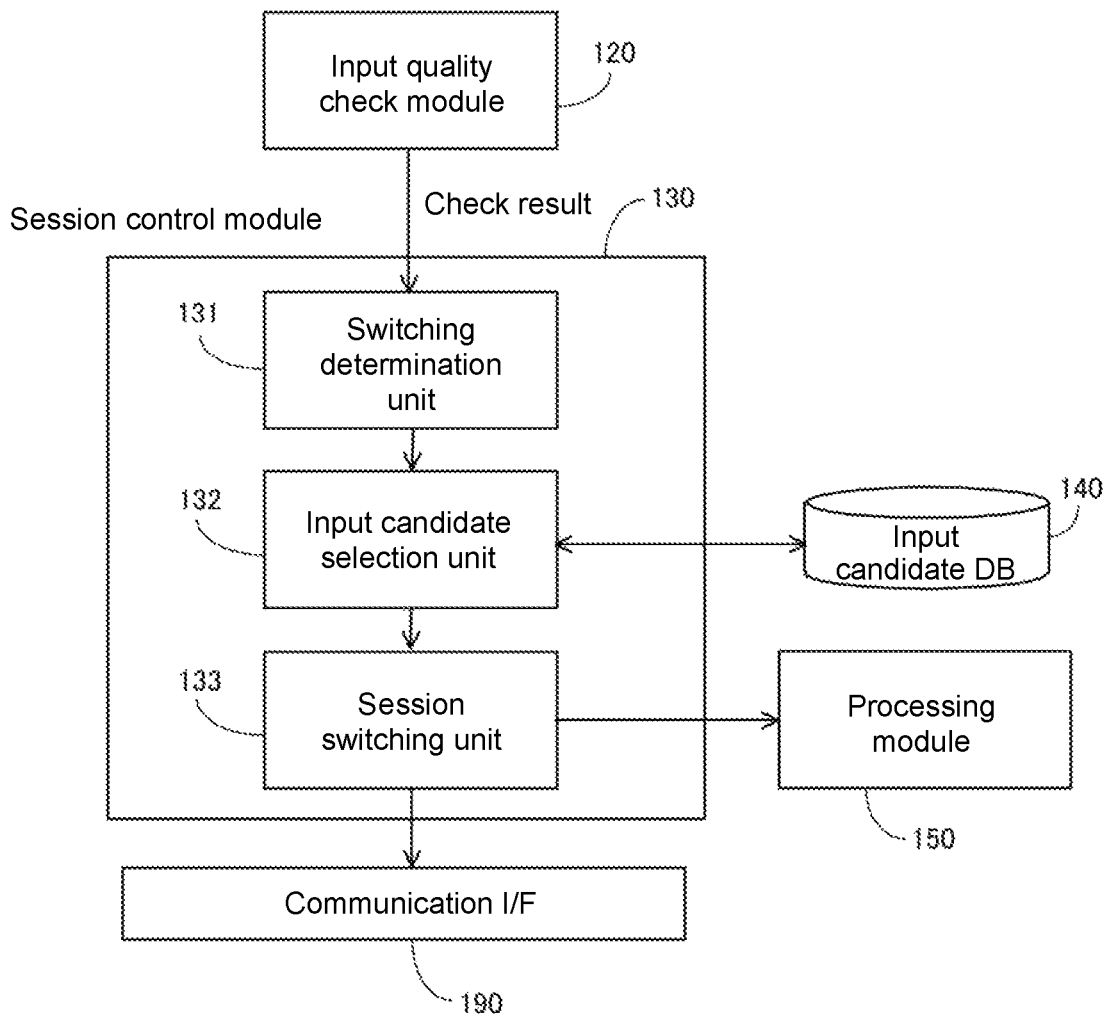 Input quality
check module
120
Check result
130
Session control module
131
Switching
determination
unit
132
Input candidate
selection unit
140
Input
candidate DB
133
Session
switching unit
Processing
module
150
Communication I/F
190